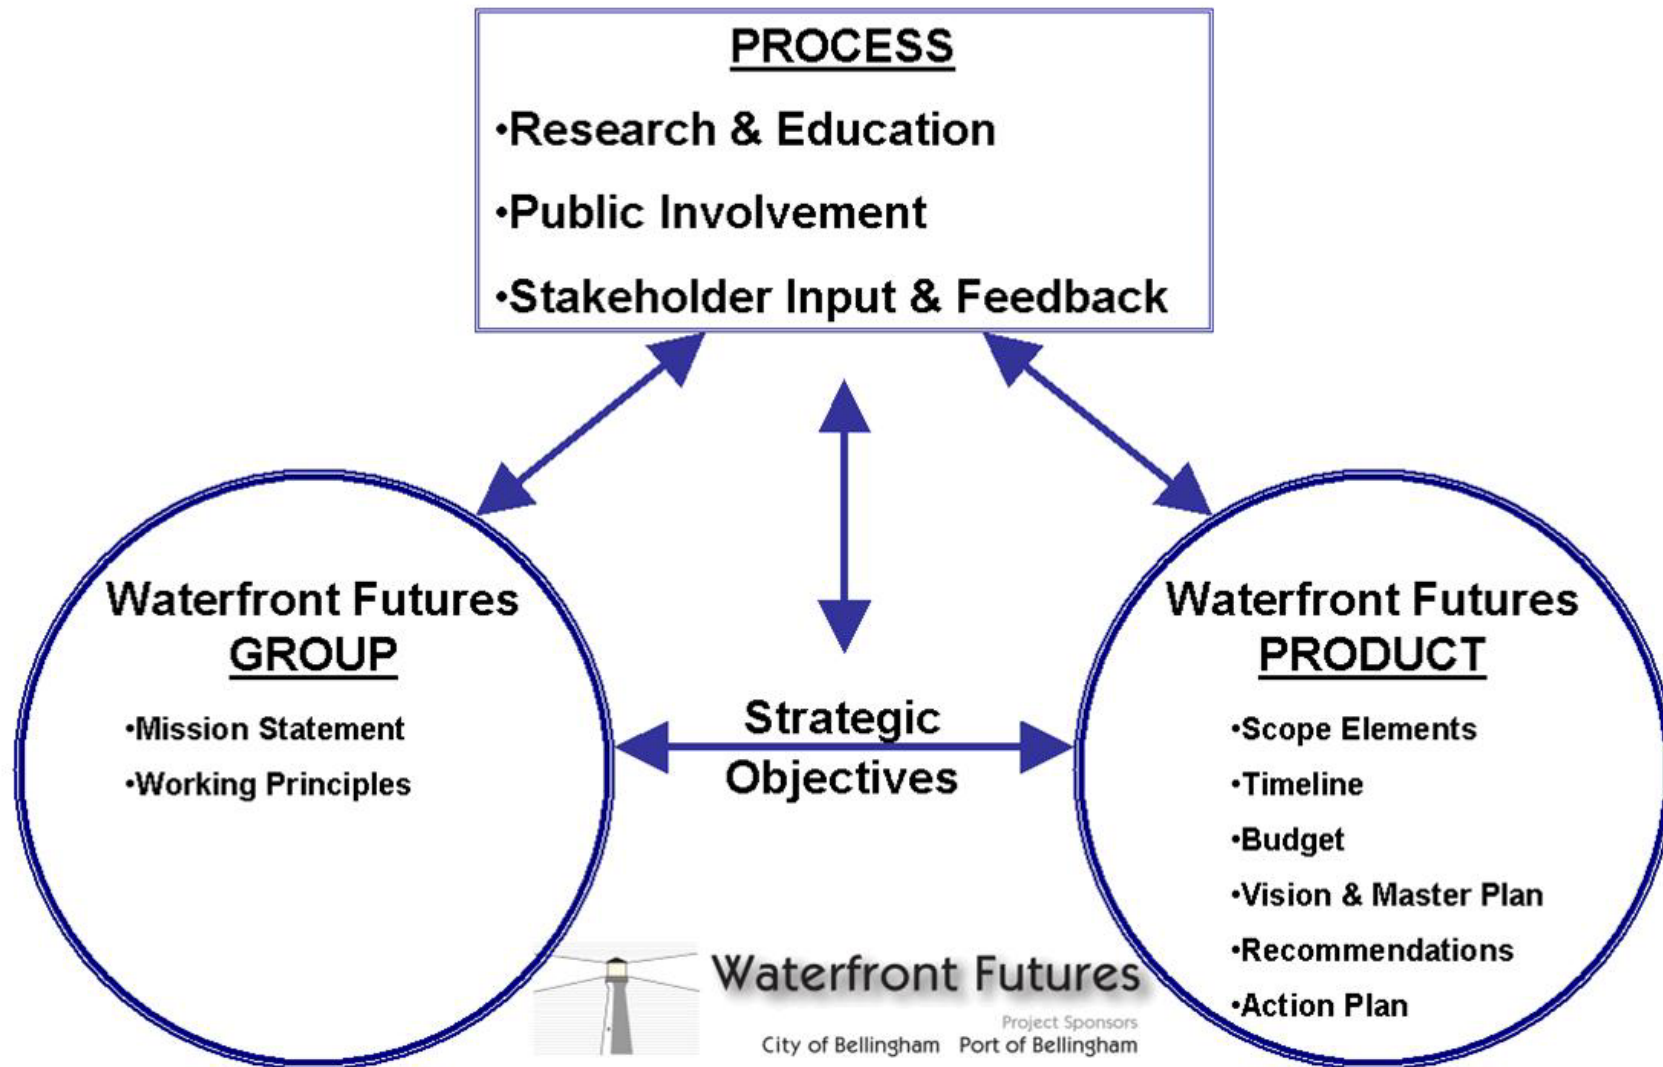 PROCESS
•Research & Education
•Public Involvement
•Stakeholder Input & Feedback
Waterfront Futures
GROUP
•Mission Statement
•Working Principles
Strategic
Objectives
Waterfront Futures
PRODUCT
•Scope Elements
•Timeline
•Budget
•Vision & Master Plan
•Recommendations
•Action Plan
Waterfront Futures
Project Sponsors
City of Bellingham Port of Bellingham